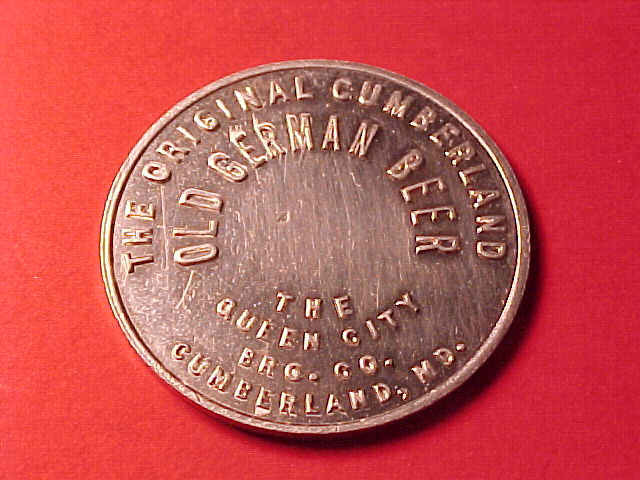 THE ORIGINAL CUMBERLAND
OLD GERMAN BEER
THE
QUEEN CITY
BRG. CO.
CUMBERLAND, MD.